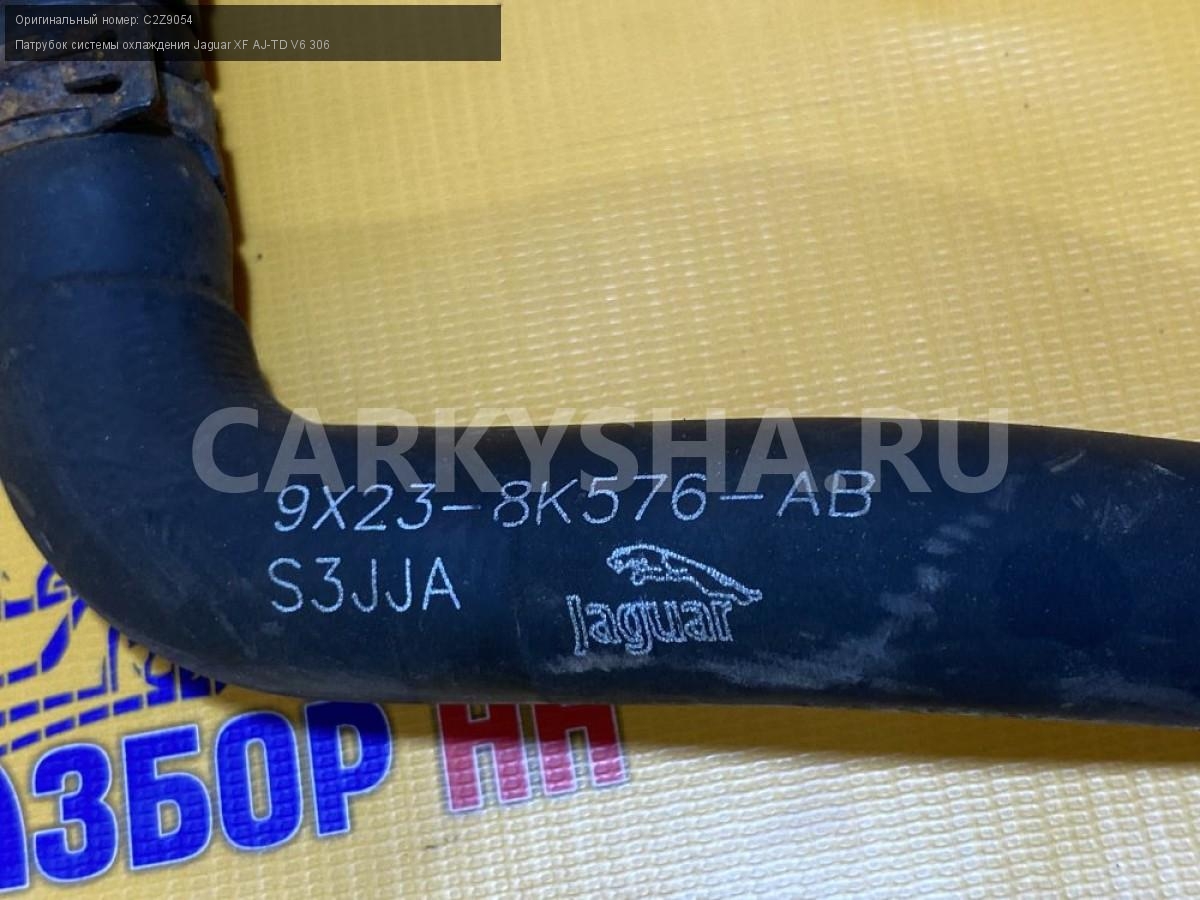 Оригинальный номер: C2Z9054
Патрубок системы охлаждения Jaguar XF AJ-TD V6 306
CARKYSHA.RU
9X23-8K576-AB
S3JJA
Jaguar
АЗБОР НН